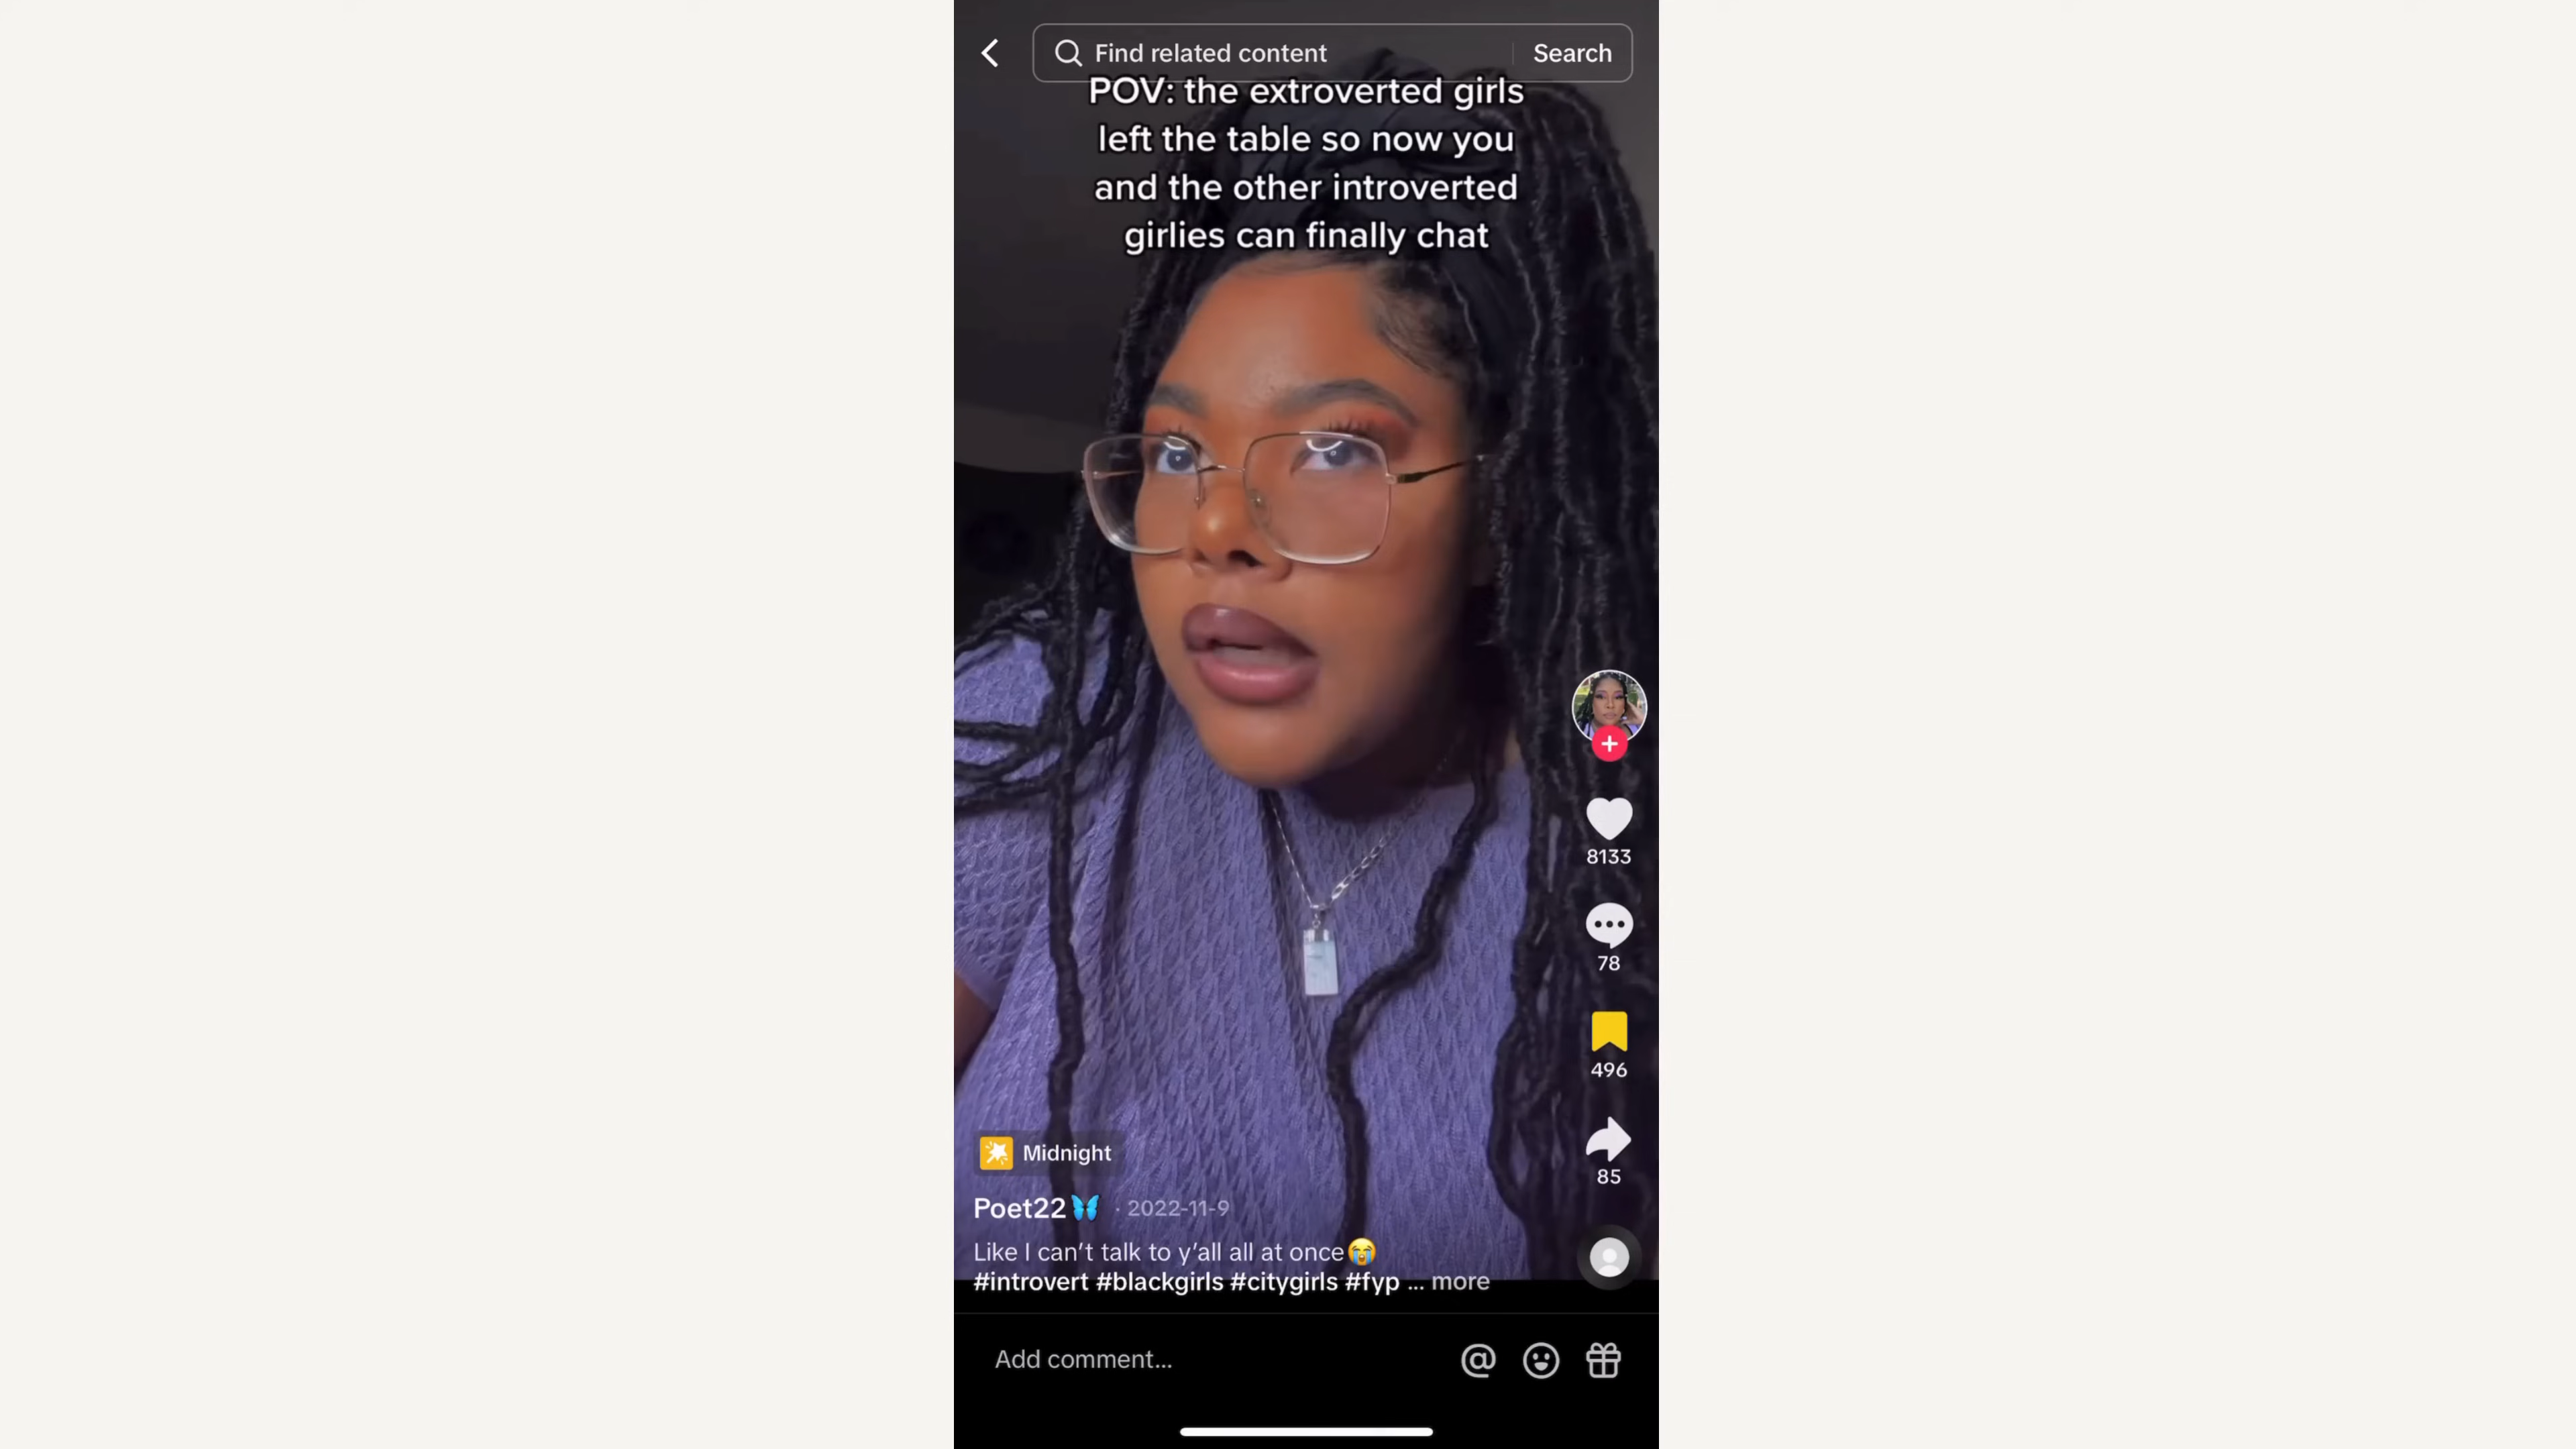 Find related content
Search
POV: the extroverted girls
left the table so now you
and the other introverted
girlies can finally chat
8133
78
496
85
Midnight
Poet22🦋 · 2022-11-9
Like I can’t talk to y’all all at once😭
#introvert #blackgirls #citygirls #fyp ... more
Add comment...